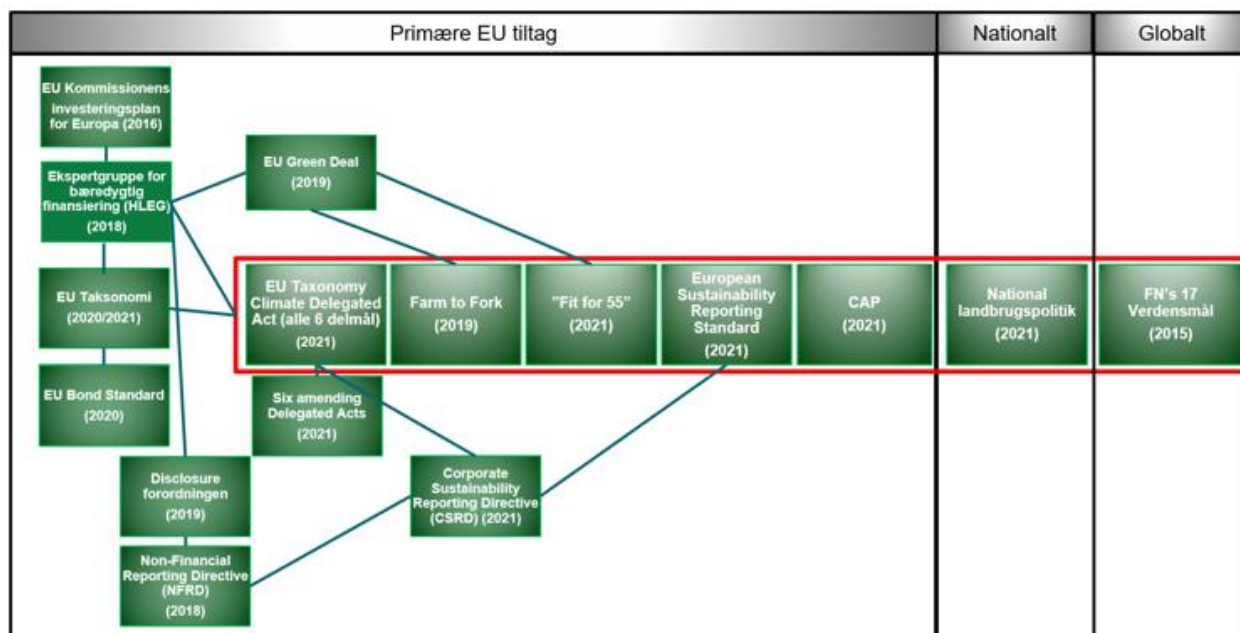 Primære EU tiltag
Nationalt
Globalt
EU Kommissionens
investeringsplan
for Europa (2016)
Ekspertgruppe for
bæredygtig
finansiering (HLEG)
(2018)
EU Green Deal
(2019)
EU Taksonomi
(2020/2021)
EU Taxonomy
Climate Delegated
Act (alle 6 delmål)
(2021)
Farm to Fork
(2019)
"Fit for 55"
(2021)
European
Sustainability
Reporting
Standard
(2021)
CAP
(2021)
National
landbrugspolitik
(2021)
FN's 17
Verdensmål
(2015)
EU Bond Standard
(2020)
Six amending
Delegated Acts
(2021)
Disclosure
forordningen
(2019)
Corporate
Sustainability
Reporting Directive
(CSRD) (2021)
Non-Financial
Reporting Directive
(NFRD)
(2018)